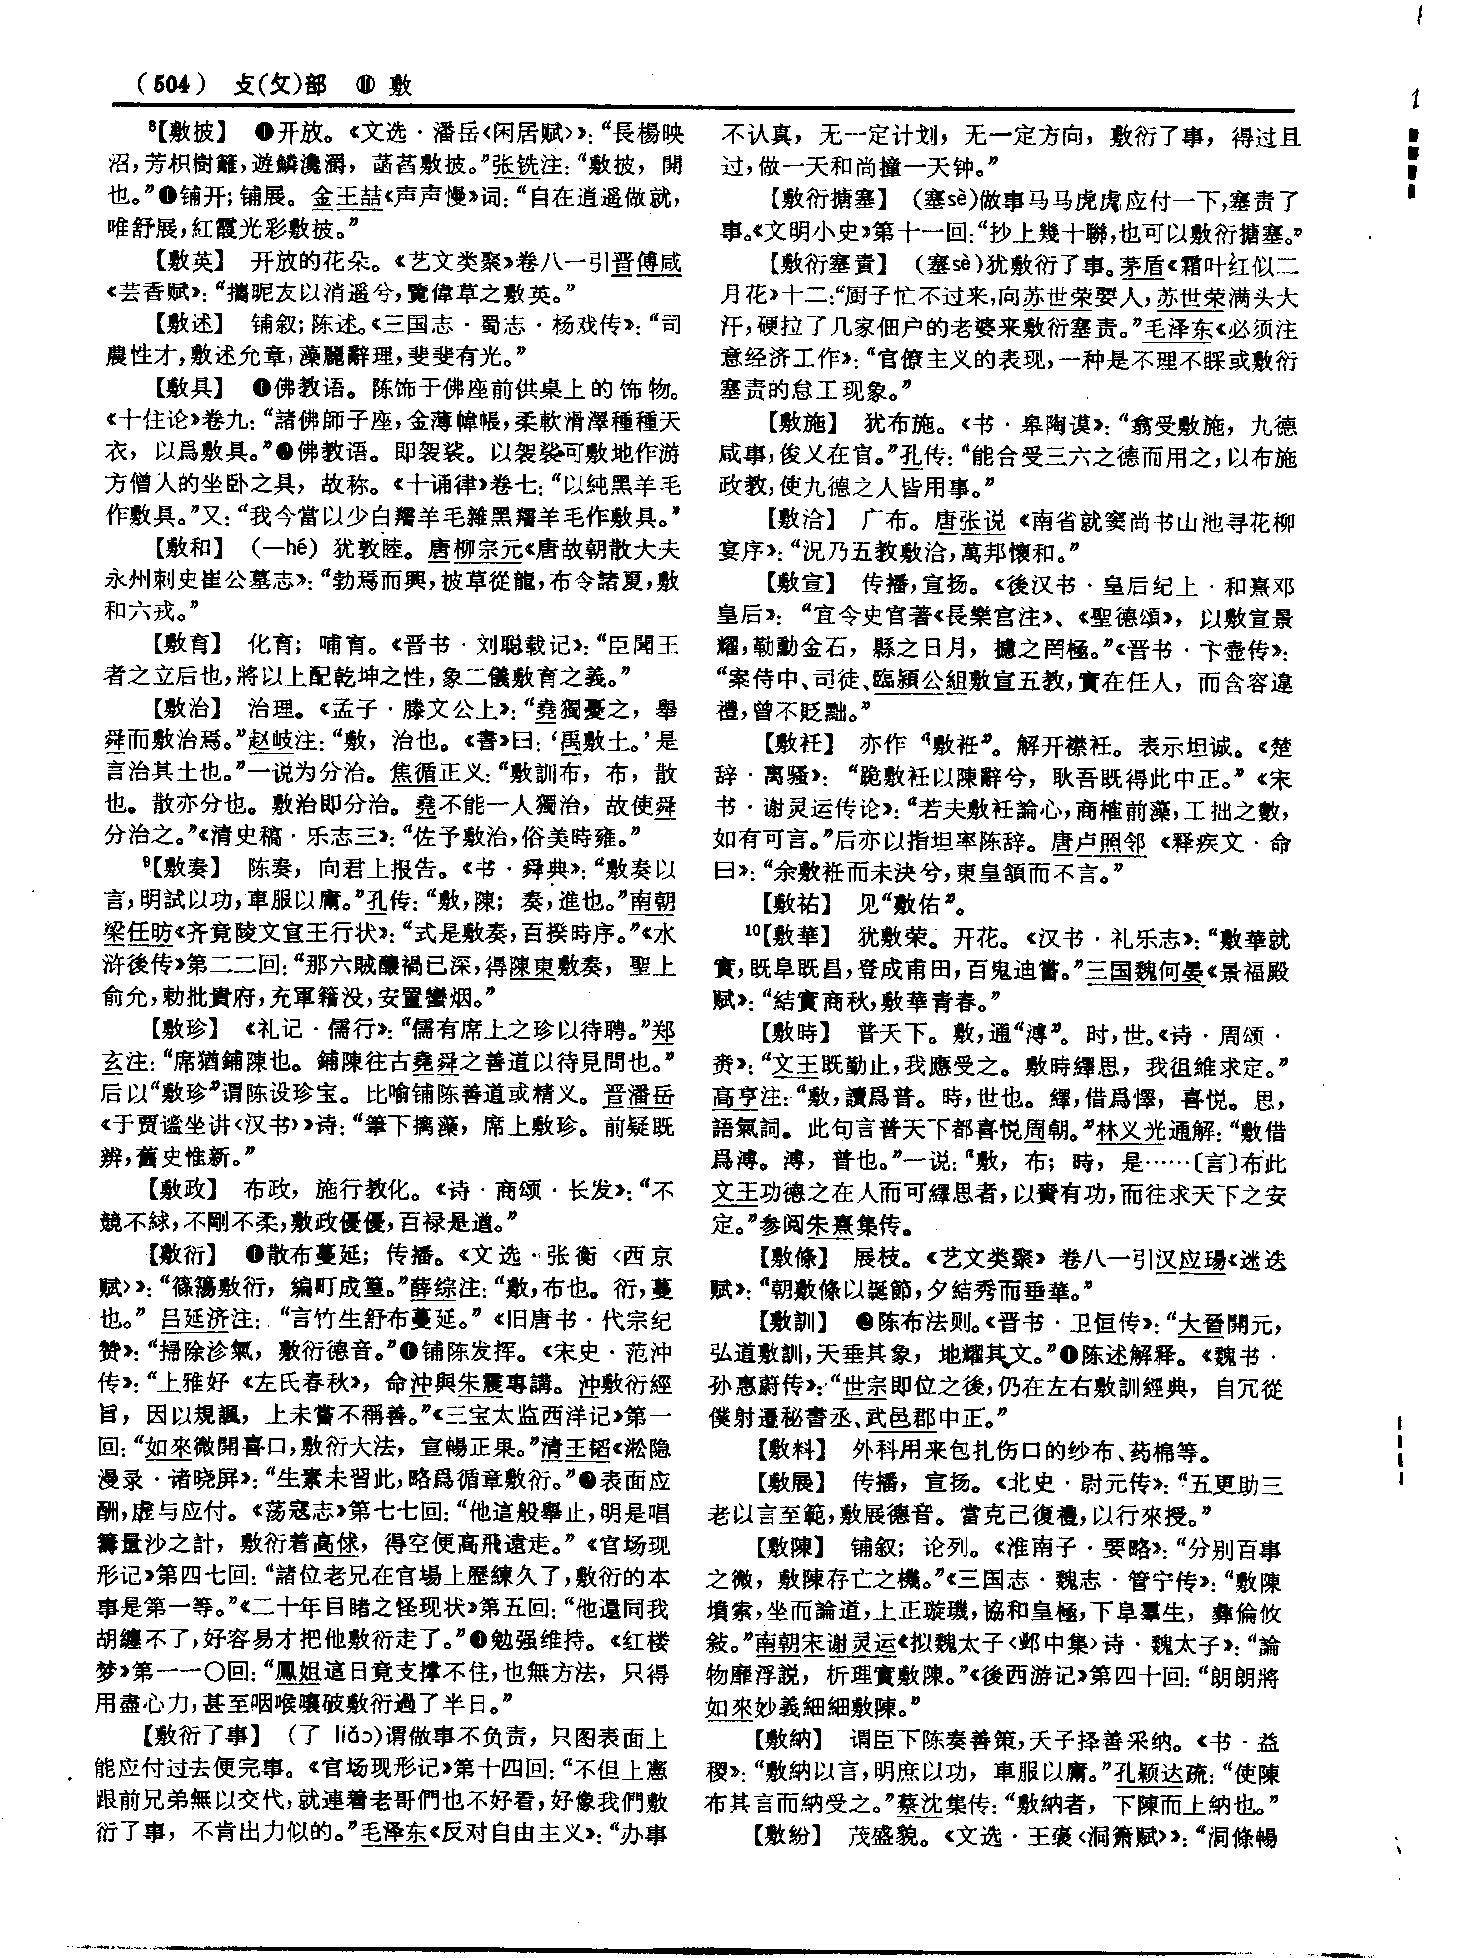 （504） 攴(攵)部 ⑪ 敷
⁸【敷披】 ❶开放。《文选·潘岳〈闲居赋〉》：“長楊映
沼，芳枳樹籬，遊鱗瀺灂，菡萏敷披。”张铣注：“敷披，開
也。”❷铺开；铺展。金王喆《声声慢》词：“自在逍遥做就，
唯舒展，紅霞光彩敷披。”
【敷英】 开放的花朵。《艺文类聚》卷八一引晋傅咸
《芸香赋》：“攜昵友以消遥兮，覽偉草之敷英。”
【敷述】 铺叙；陈述。《三国志·蜀志·杨戏传》：“司
農性才，敷述允章，藻麗辭理，斐斐有光。”
【敷具】 ❶佛教语。陈饰于佛座前供桌上的饰物。
《十住论》卷九：“諸佛師子座，金薄幃帳，柔軟滑澤種種天
衣，以爲敷具。”❷佛教语。即袈裟。以袈裟可敷地作游
方僧人的坐卧之具，故称。《十诵律》卷七：“以純黑羊毛
作敷具。”又：“我今當以少白羺羊毛雜黑羺羊毛作敷具。”
【敷和】 （—hé）犹敦睦。唐柳宗元《唐故朝散大夫
永州刺史崔公墓志》：“勃焉而興，披草從龍，布令諸夏，敷
和六戎。”
【敷育】 化育；哺育。《晋书·刘聪载记》：“臣聞王
者之立后也，將以上配乾坤之性，象二儀敷育之義。”
【敷治】 治理。《孟子·滕文公上》：“堯獨憂之，舉
舜而敷治焉。”赵岐注：“敷，治也。《書》曰：‘禹敷土。’是
言治其土也。”一说为分治。焦循正义：“敷訓布，布，散
也。散亦分也。敷治即分治。堯不能一人獨治，故使舜
分治之。”《清史稿·乐志三》：“佐予敷治，俗美時雍。”
⁹【敷奏】 陈奏，向君上报告。《书·舜典》：“敷奏以
言，明試以功，車服以庸。”孔传：“敷，陳；奏，進也。”南朝
梁任昉《齐竟陵文宣王行状》：“式是敷奏，百揆時序。”《水
浒後传》第二二回：“那六賊釀禍已深，得陳東敷奏，聖上
俞允，勅批貴府，充軍籍没，安置蠻烟。”
【敷珍】 《礼记·儒行》：“儒有席上之珍以待聘。”郑
玄注：“席猶鋪陳也。鋪陳往古堯舜之善道以待見問也。”
后以“敷珍”谓陈设珍宝。比喻铺陈善道或精义。晋潘岳
《于贾谧坐讲〈汉书〉》诗：“筆下摛藻，席上敷珍。前疑既
辨，舊史惟新。”
【敷政】 布政，施行教化。《诗·商颂·长发》：“不
競不絿，不剛不柔，敷政優優，百禄是遒。”
【敷衍】 ❶散布蔓延；传播。《文选·张衡〈西京
赋〉》：“篠簜敷衍，編町成篁。”薛综注：“敷，布也。衍，蔓
也。”吕延济注：“言竹生舒布蔓延。”《旧唐书·代宗纪
赞》：“掃除沴氣，敷衍德音。”❷铺陈发挥。《宋史·范冲
传》：“上雅好《左氏春秋》，命沖與朱震專講。沖敷衍經
旨，因以規諷，上未嘗不稱善。”《三宝太监西洋记》第一
回：“如來微開喜口，敷衍大法，宣暢正果。”清王韬《淞隐
漫录·诸晓屏》：“生素未習此，略爲循章敷衍。”❸表面应
酬，虚与应付。《荡寇志》第七七回：“他這般舉止，明是唱
籌量沙之計，敷衍着高俅，得空便高飛遠走。”《官场现
形记》第四七回：“諸位老兄在官場上歷練久了，敷衍的本
事是第一等。”《二十年目睹之怪现状》第五回：“他還同我
胡纏不了，好容易才把他敷衍走了。”❹勉强维持。《红楼
梦》第一一〇回：“鳳姐這日竟支撐不住，也無方法，只得
用盡心力，甚至咽喉嚷破敷衍過了半日。”
【敷衍了事】 （了 liǎo）谓做事不负责，只图表面上
能应付过去便完事。《官场现形记》第十四回：“不但上憲
跟前兄弟無以交代，就連着老哥們也不好看，好像我們敷
衍了事，不肯出力似的。”毛泽东《反对自由主义》：“办事
不认真，无一定计划，无一定方向，敷衍了事，得过且
过，做一天和尚撞一天钟。”
【敷衍搪塞】 （塞sè）做事马马虎虎应付一下，塞责了
事。《文明小史》第十一回：“抄上幾十聯，也可以敷衍搪塞。”
【敷衍塞責】 （塞sè）犹敷衍了事。茅盾《霜叶红似二
月花》十二：“厨子忙不过来，向苏世荣要人，苏世荣满头大
汗，硬拉了几家佃户的老婆来敷衍塞责。”毛泽东《必须注
意经济工作》：“官僚主义的表现，一种是不理不睬或敷衍
塞责的怠工现象。”
【敷施】 犹布施。《书·皋陶谟》：“翕受敷施，九德
咸事，俊乂在官。”孔传：“能合受三六之德而用之，以布施
政教，使九德之人皆用事。”
【敷洽】 广布。唐张说《南省就窦尚书山池寻花柳
宴序》：“況乃五教敷洽，萬邦懷和。”
【敷宣】 传播，宣扬。《後汉书·皇后纪上·和熹邓
皇后》：“宜令史官著《長樂宫注》、《聖德頌》，以敷宣景
耀，勒勳金石，縣之日月，攄之罔極。”《晋书·卞壼传》：
“案侍中、司徒、臨潁公組敷宣五教，實在任人，而含容違
禮，曾不貶黜。”
【敷衽】 亦作“敷袵”。解开襟衽。表示坦诚。《楚
辞·离骚》：“跪敷衽以陳辭兮，耿吾既得此中正。”《宋
书·谢灵运传论》：“若夫敷衽論心，商榷前藻，工拙之數，
如有可言。”后亦以指坦率陈辞。唐卢照邻《释疾文·命
曰》：“余敷袵而未決兮，東皇頷而不言。”
【敷祐】 见“敷佑”。
¹⁰【敷華】 犹敷荣。开花。《汉书·礼乐志》：“敷華就
實，既阜既昌，登成甫田，百鬼迪嘗。”三国魏何晏《景福殿
赋》：“結實商秋，敷華青春。”
【敷時】 普天下。敷，通“溥”。时，世。《诗·周颂·
赉》：“文王既勤止，我應受之。敷時繹思，我徂維求定。”
高亨注：“敷，讀爲普。時，世也。繹，借爲懌，喜悦。思，
語氣詞。此句言普天下都喜悦周朝。”林义光通解：“敷借
爲溥。溥，普也。”一说：“敷，布；時，是……〔言〕布此
文王功德之在人而可繹思者，以賚有功，而往求天下之安
定。”参阅朱熹集传。
【敷條】 展枝。《艺文类聚》卷八一引汉应瑒《迷迭
赋》：“朝敷條以誕節，夕結秀而垂華。”
【敷訓】 ❶陈布法则。《晋书·卫恒传》：“大晉開元，
弘道敷訓，天垂其象，地耀其文。”❷陈述解释。《魏书·
孙惠蔚传》：“世宗即位之後，仍在左右敷訓經典，自冗從
僕射遷秘書丞、武邑郡中正。”
【敷料】 外科用来包扎伤口的纱布、药棉等。
【敷展】 传播，宣扬。《北史·尉元传》：“五更助三
老以言至範，敷展德音。當克己復禮，以行來授。”
【敷陳】 铺叙；论列。《淮南子·要略》：“分别百事
之微，敷陳存亡之機。”《三国志·魏志·管宁传》：“敷陳
墳索，坐而論道，上正璇璣，協和皇極，下阜羣生，彝倫攸
敍。”南朝宋谢灵运《拟魏太子〈邺中集〉诗·魏太子》：“論
物靡浮説，析理實敷陳。”《後西游记》第四十回：“朗朗將
如來妙義細細敷陳。”
【敷納】 谓臣下陈奏善策，天子择善采纳。《书·益
稷》：“敷納以言，明庶以功，車服以庸。”孔颖达疏：“使陳
布其言而納受之。”蔡沈集传：“敷納者，下陳而上納也。”
【敷紛】 茂盛貌。《文选·王褒〈洞箫赋〉》：“洞條暢